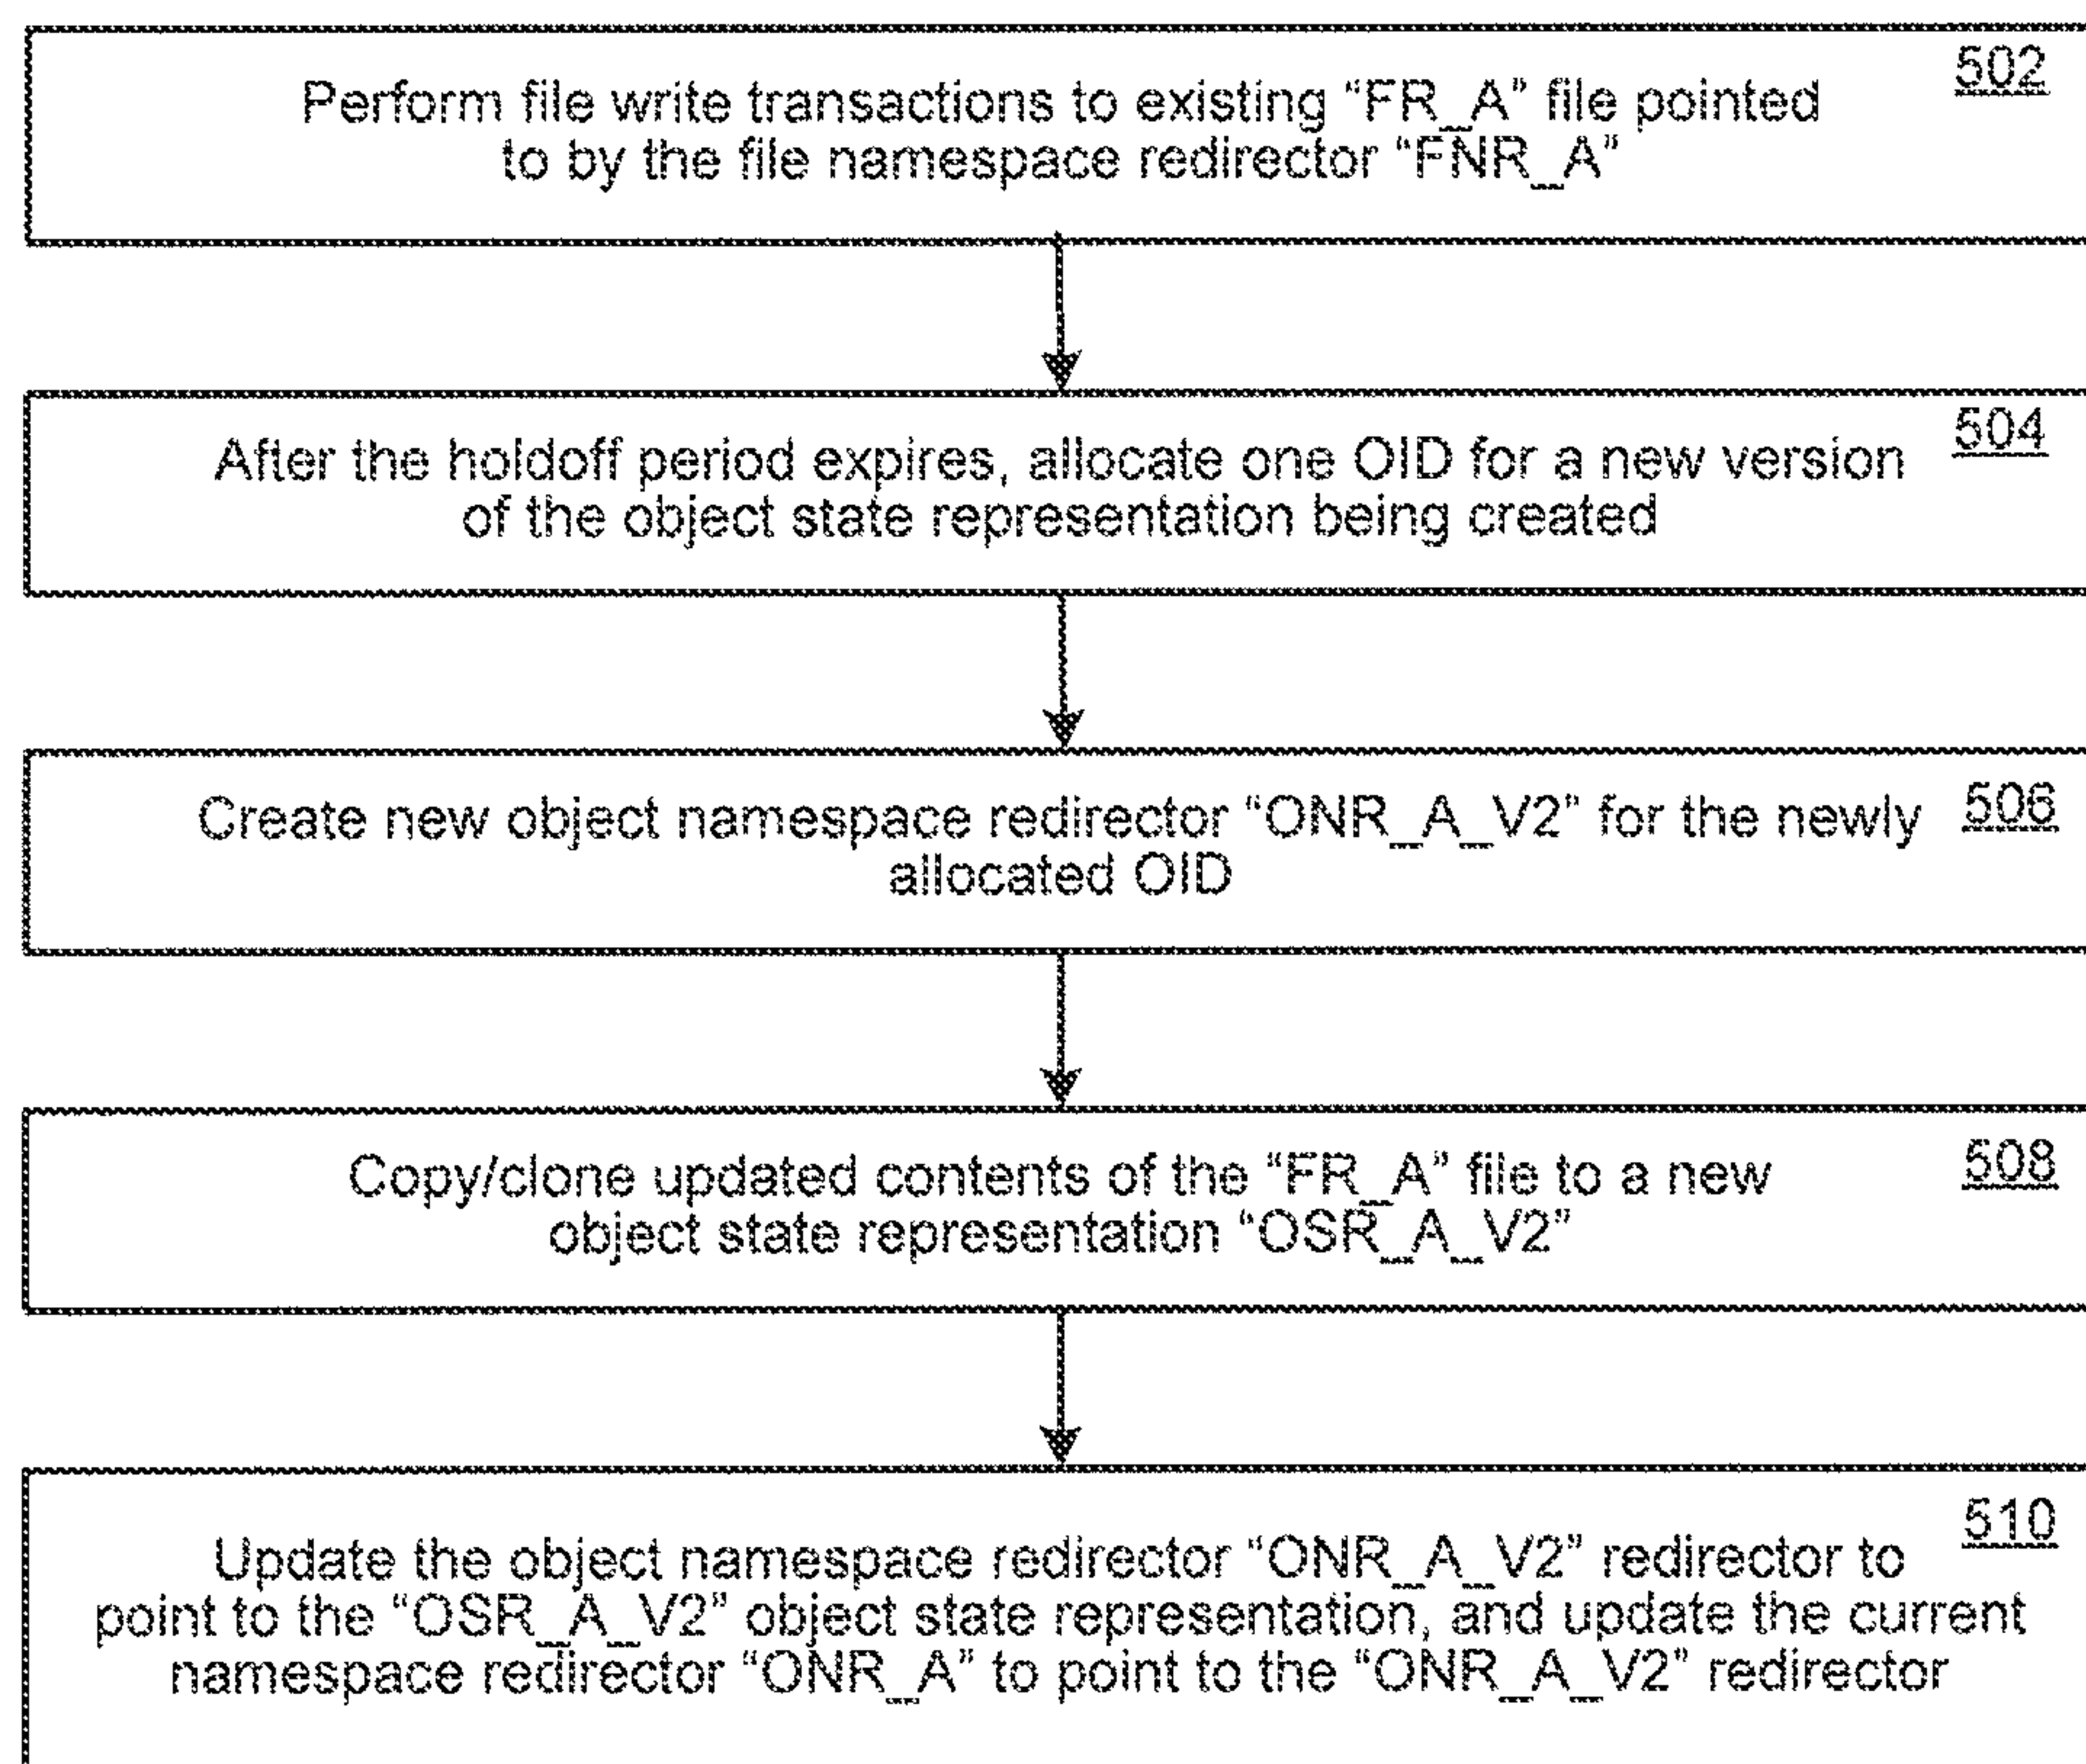 502
Perform file write transactions to existing “FR_A” file pointed
to by the file namespace redirector “FNR_A”
504
After the holdoff period expires, allocate one OID for a new version
of the object state representation being created
506
Create new object namespace redirector “ONR_A_V2” for the newly
allocated OID
508
Copy/clone updated contents of the “FR_A” file to a new
object state representation “OSR_A_V2”
510
Update the object namespace redirector “ONR_A_V2” redirector to
point to the “OSR_A_V2” object state representation, and update the current
namespace redirector “ONR_A” to point to the “ONR_A_V2” redirector